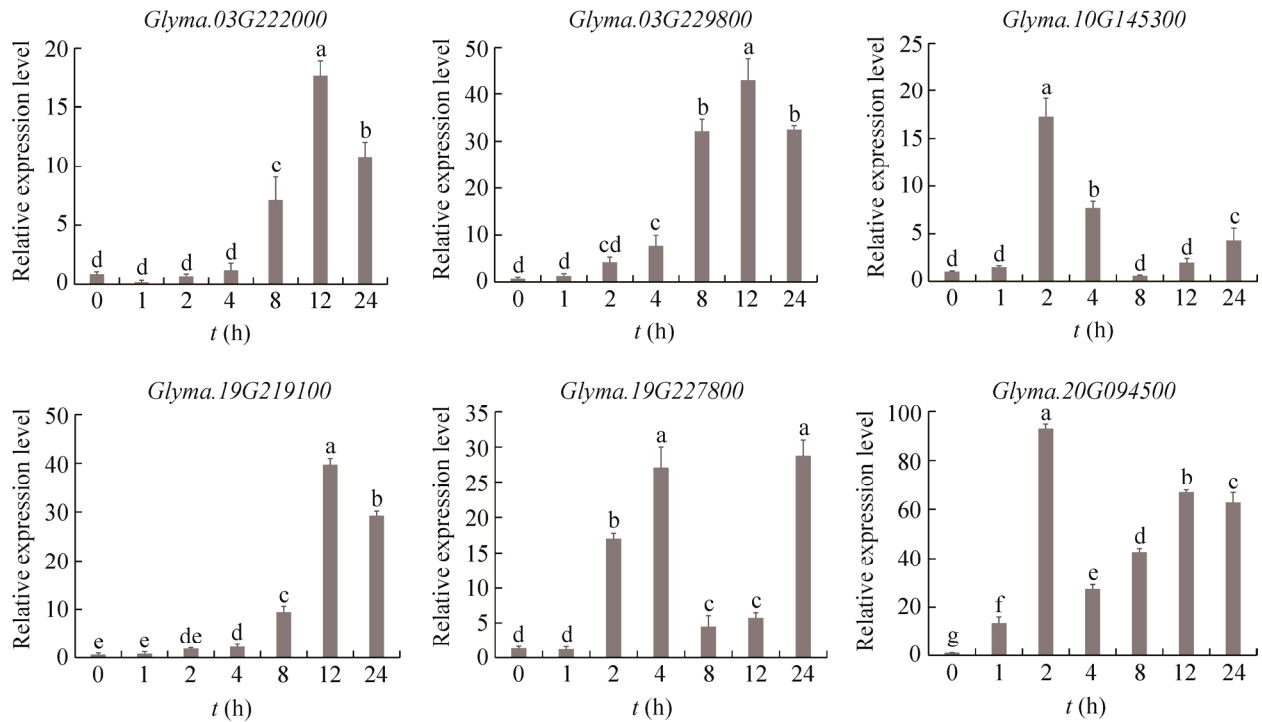 Glyma.03G222000
Relative expression level
20
15
10
5
0
d
d
d
d
c
a
b
0 1 2 4 8 12 24
t (h)
Glyma.03G229800
Relative expression level
50
40
30
20
10
0
d
d
cd
c
b
a
b
0 1 2 4 8 12 24
t (h)
Glyma.10G145300
Relative expression level
25
20
15
10
5
0
d
d
a
b
d
d
c
0 1 2 4 8 12 24
t (h)
Glyma.19G219100
Relative expression level
50
40
30
20
10
0
e
e
de
d
c
a
b
0 1 2 4 8 12 24
t (h)
Glyma.19G227800
Relative expression level
35
30
25
20
15
10
5
0
d
d
b
a
c
c
a
0 1 2 4 8 12 24
t (h)
Glyma.20G094500
Relative expression level
100
80
60
40
20
0
g
f
a
e
d
b
c
0 1 2 4 8 12 24
t (h)